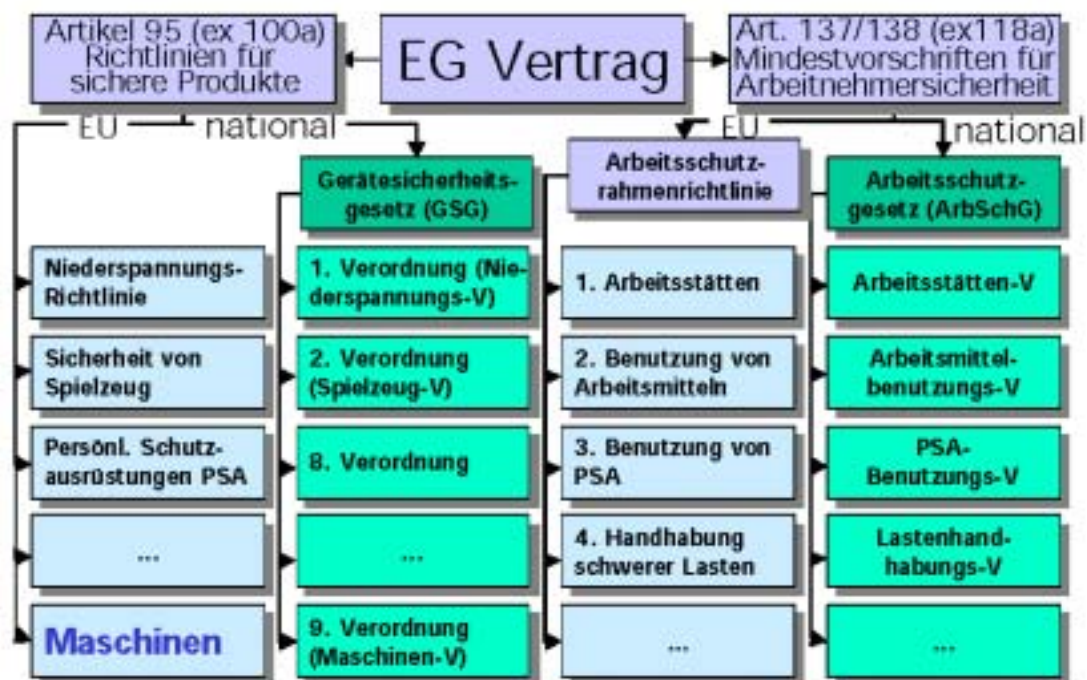 Artikel 95 (ex 100a)
Richtlinien für
sichere Produkte
EG Vertrag
Art. 137/138 (ex118a)
Mindestvorschriften für
Arbeitnehmersicherheit
EU
national
EU
national
Gerätesicherheits-
gesetz (GSG)
Arbeitsschutz-
rahmenrichtlinie
Arbeitsschutz-
gesetz (ArbSchG)
Niederspannungs-
Richtlinie
1. Verordnung (Nie-
derspannungs-V)
1. Arbeitsstätten
Arbeitsstätten-V
Sicherheit von
Spielzeug
2. Verordnung
(Spielzeug-V)
2. Benutzung von
Arbeitsmitteln
Arbeitsmittel-
benutzungs-V
Persönl. Schutz-
ausrüstungen PSA
8. Verordnung
3. Benutzung von
PSA
PSA-
Benutzungs-V
...
...
4. Handhabung
schwerer Lasten
Lastenhand-
habungs-V
Maschinen
9. Verordnung
(Maschinen-V)
...
...